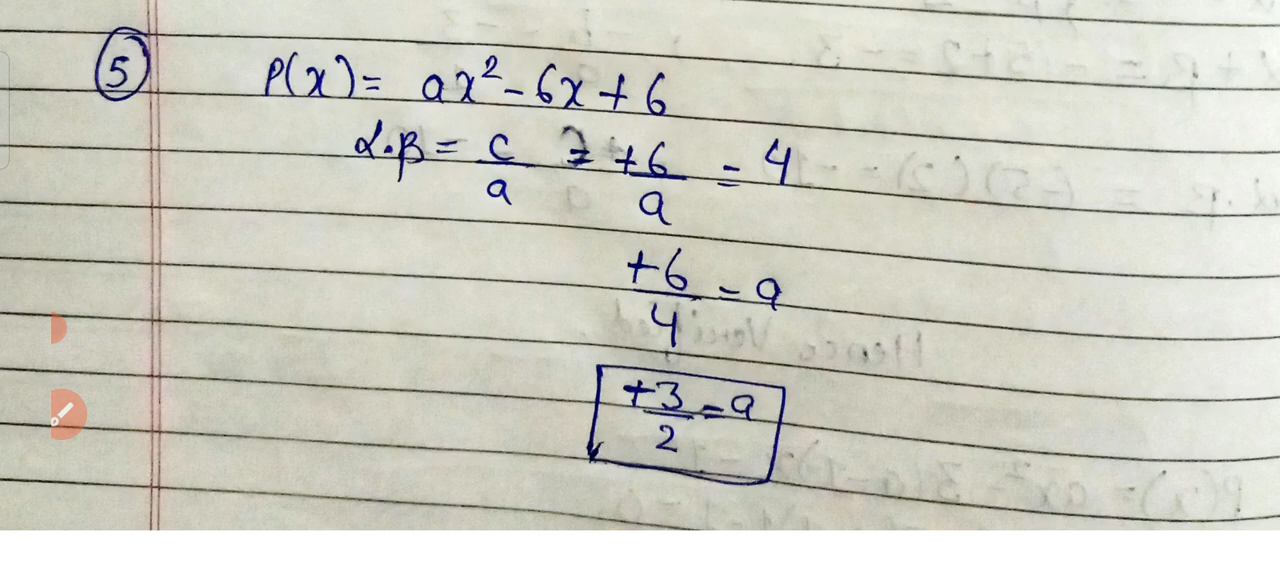 ⑤ P(x) = ax² - 6x + 6
α.β = c/a = +6/a = 4
+6/4 = a
+3/2 = a